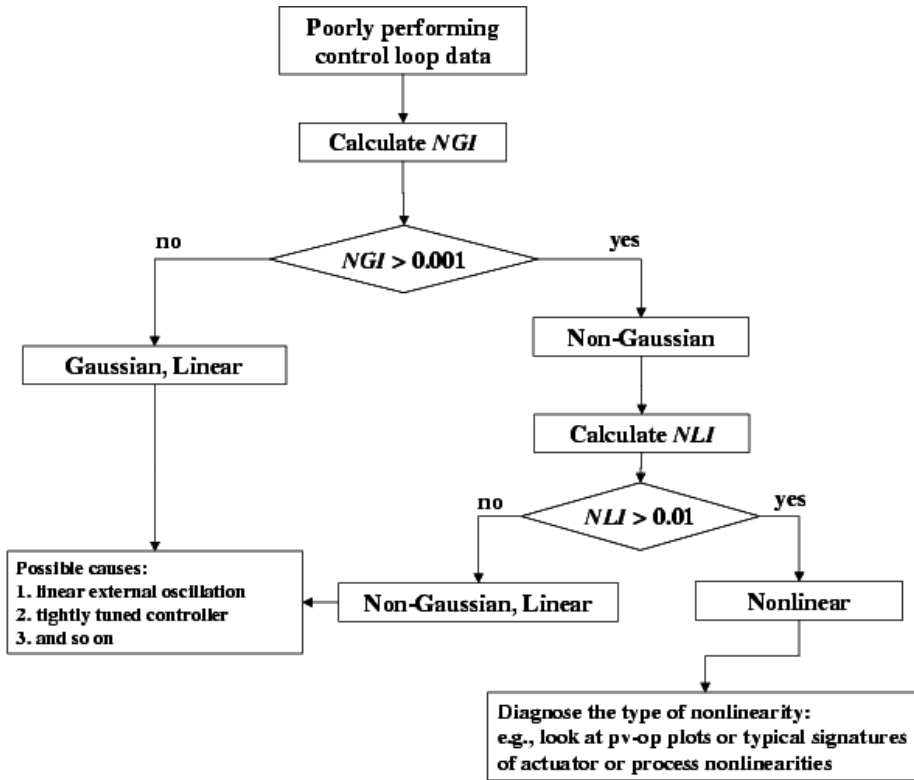 Poorly performing
control loop data
Calculate NGI
no
yes
NGI > 0.001
Non-Gaussian
Gaussian, Linear
Calculate NLI
no
yes
NLI > 0.01
Possible causes:
1. linear external oscillation
2. tightly tuned controller
3. and so on
Non-Gaussian, Linear
Nonlinear
Diagnose the type of nonlinearity:
e.g., look at pv-op plots or typical signatures
of actuator or process nonlinearities